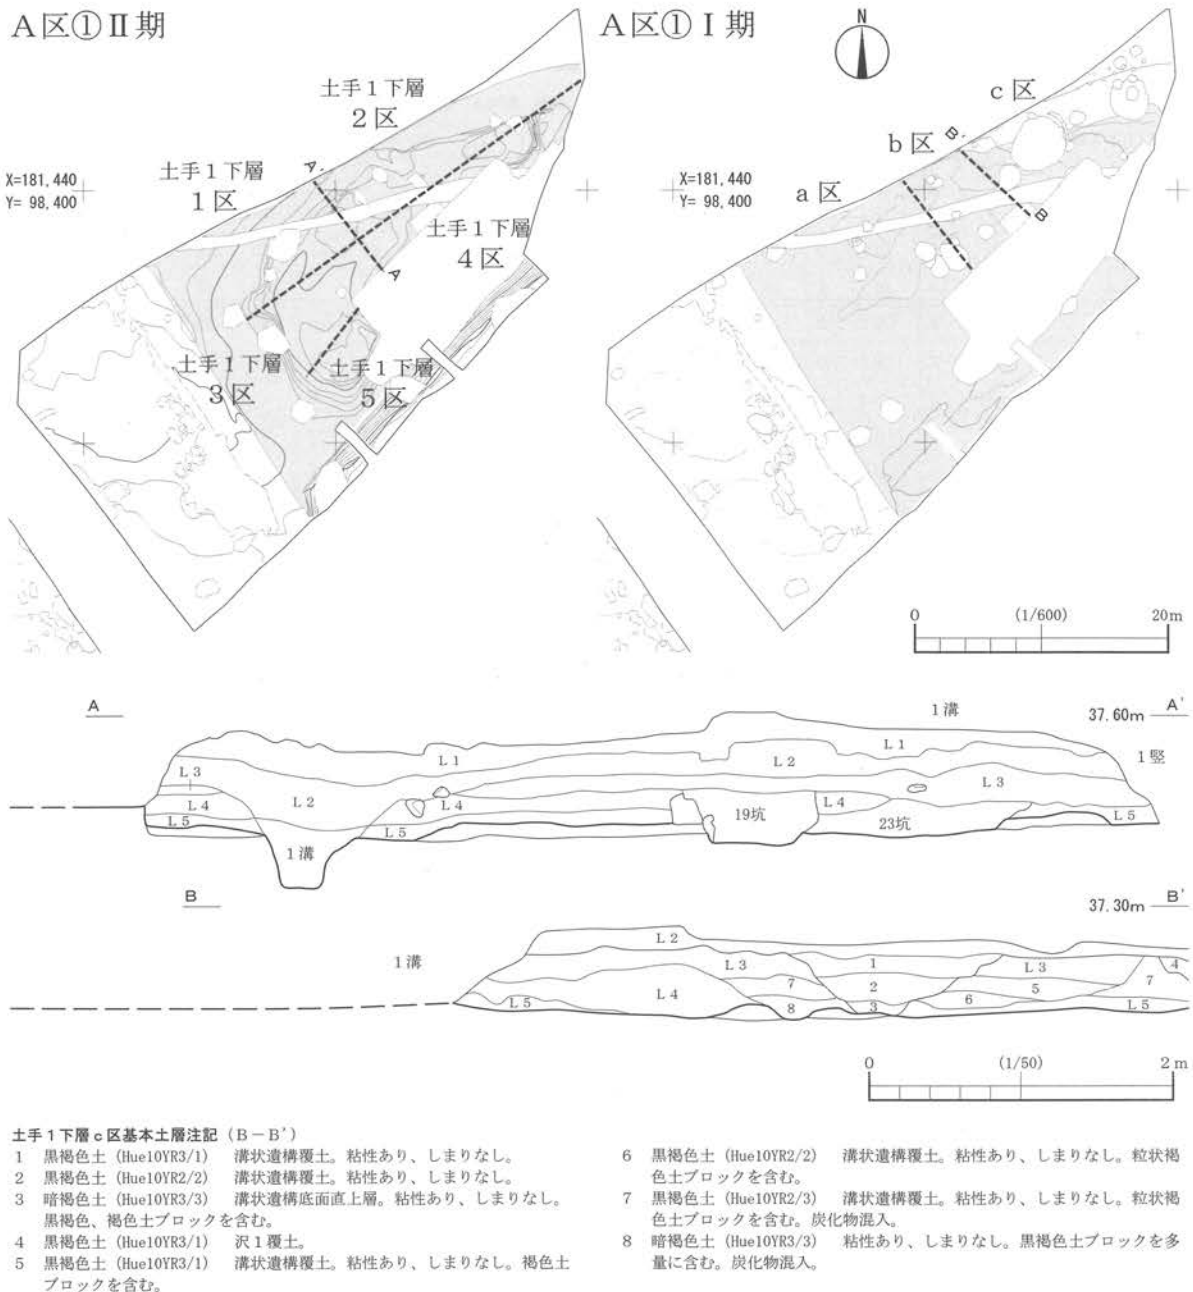 A区①Ⅱ期
A区①Ⅰ期
N
土手1下層
2区
c区
B'
b区
A'
土手1下層
1区
a区
X=181,440
Y= 98,400
X=181,440
Y= 98,400
B
土手1下層
4区
A
土手1下層
3区
土手1下層
5区
0 (1/600) 20m
A 1溝 37.60m A'
L1 L1 1竪
L2
L3 L3
L2
L4 L4 L4
19坑
L5 L5 23坑 L5
1溝
B 37.30m B'
L2
1溝 L3 1 L3 4
7 2 5 7
L5 L4 8 3 6 L5
0 (1/50) 2m
土手1下層c区基本土層注記（B－B’）
1 黒褐色土（Hue10YR3/1） 溝状遺構覆土。粘性あり、しまりなし。
2 黒褐色土（Hue10YR2/2） 溝状遺構覆土。粘性あり、しまりなし。
3 暗褐色土（Hue10YR3/3） 溝状遺構底面直上層。粘性あり、しまりなし。
黒褐色、褐色土ブロックを含む。
4 黒褐色土（Hue10YR3/1） 沢1覆土。
5 黒褐色土（Hue10YR3/1） 溝状遺構覆土。粘性あり、しまりなし。褐色土
ブロックを含む。
6 黒褐色土（Hue10YR2/2） 溝状遺構覆土。粘性あり、しまりなし。粒状褐
色土ブロックを含む。
7 黒褐色土（Hue10YR2/3） 溝状遺構覆土。粘性あり、しまりなし。粒状褐
色土ブロックを含む。炭化物混入。
8 暗褐色土（Hue10YR3/3） 粘性あり、しまりなし。黒褐色土ブロックを多
量に含む。炭化物混入。